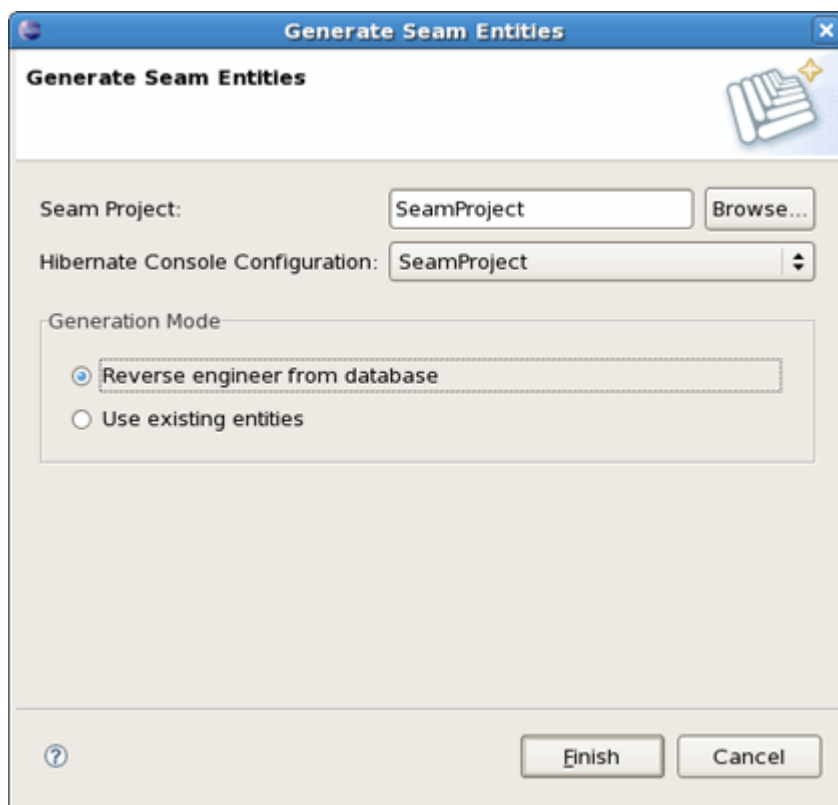 Generate Seam Entities
Generate Seam Entities
Seam Project: SeamProject Browse...
Hibernate Console Configuration: SeamProject
Generation Mode
Reverse engineer from database
Use existing entities
Finish Cancel